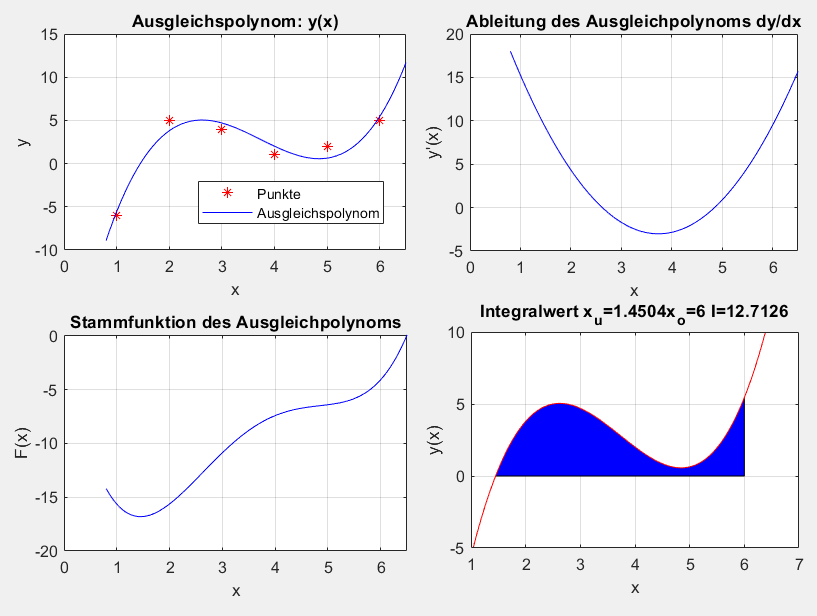 Ausgleichspolynom: y(x)
15
10
5
0
-5
-10
y
0 1 2 3 4 5 6
x
Punkte
Ausgleichspolynom
Ableitung des Ausgleichpolynoms dy/dx
20
15
10
5
0
-5
y'(x)
0 1 2 3 4 5 6
x
Stammfunktion des Ausgleichpolynoms
0
-5
-10
-15
-20
F(x)
0 1 2 3 4 5 6
x
Integralwert x_u=1.4504x_o=6 I=12.7126
10
5
0
-5
y(x)
1 2 3 4 5 6 7
x